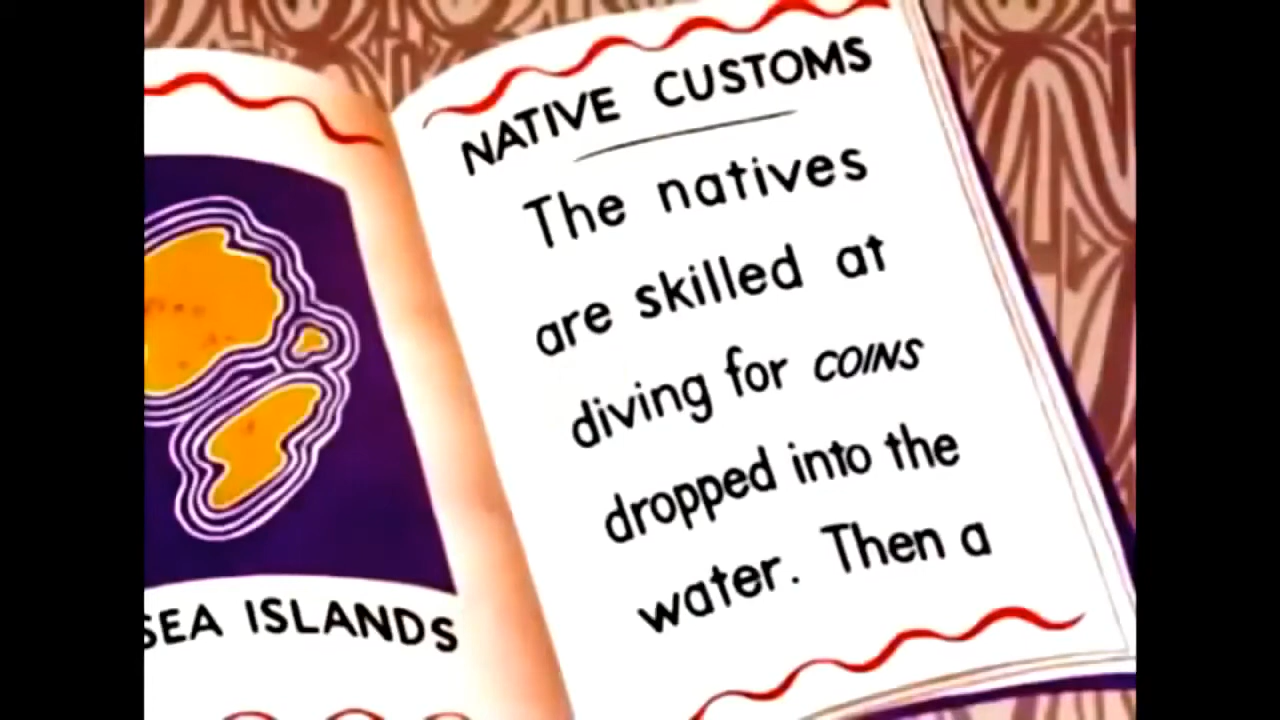 SEA ISLANDS
NATIVE CUSTOMS
The natives
are skilled at
diving for COINS
dropped into the
water. Then a